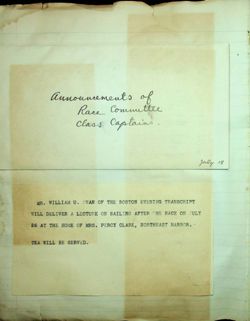 Announcements of
Race Committee
Class Captains.
July 18
MR. WILLIAM U. SWAN OF THE BOSTON EVENING TRANSCRIPT
WILL DELIVER A LECTURE ON SAILING AFTER THE RACE ON JULY
AT THE HOME OF MRS. PERCY CLARK, NORTHEAST HARBOR.
TEA WILL BE SERVED.